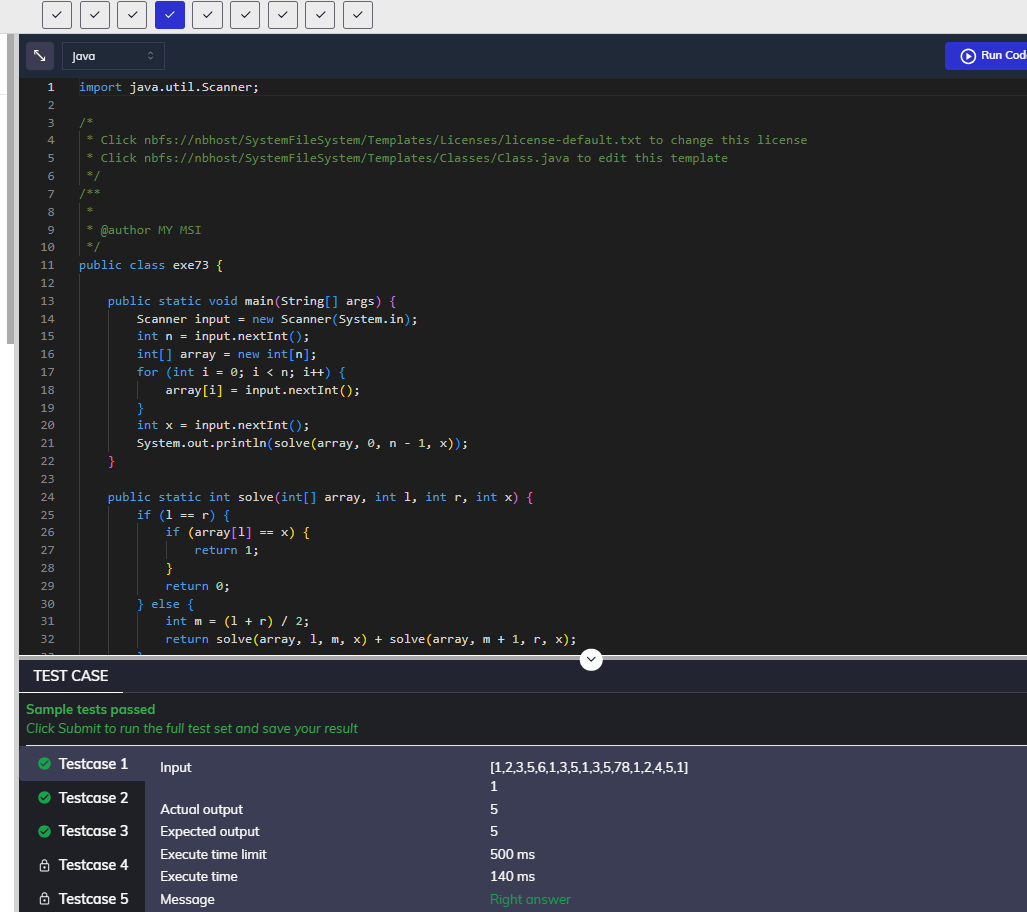 Java
Run Cod
1 import java.util.Scanner;
2
3 /*
4 * Click nbfs://nbhost/SystemFileSystem/Templates/Licenses/license-default.txt to change this license
5 * Click nbfs://nbhost/SystemFileSystem/Templates/Classes/Class.java to edit this template
6 */
7 /**
8 *
9 * @author MY MSI
10 */
11 public class exe73 {
12
13 public static void main(String[] args) {
14 Scanner input = new Scanner(System.in);
15 int n = input.nextInt();
16 int[] array = new int[n];
17 for (int i = 0; i < n; i++) {
18 array[i] = input.nextInt();
19 }
20 int x = input.nextInt();
21 System.out.println(solve(array, 0, n - 1, x));
22 }
23
24 public static int solve(int[] array, int l, int r, int x) {
25 if (l == r) {
26 if (array[l] == x) {
27 return 1;
28 }
29 return 0;
30 } else {
31 int m = (l + r) / 2;
32 return solve(array, l, m, x) + solve(array, m + 1, r, x);
TEST CASE
Sample tests passed
Click Submit to run the full test set and save your result
Testcase 1
Testcase 2
Testcase 3
Testcase 4
Testcase 5
Input [1,2,3,5,6,1,3,5,1,3,5,78,1,2,4,5,1]
1
Actual output 5
Expected output 5
Execute time limit 500 ms
Execute time 140 ms
Message Right answer